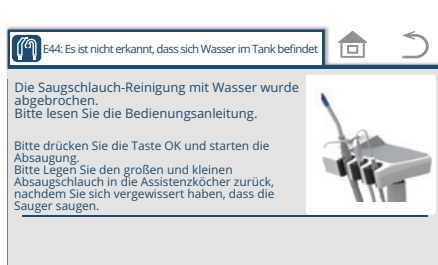 E44: Es ist nicht erkannt, dass sich Wasser im Tank befindet
Die Saugschlauch-Reinigung mit Wasser wurde
abgebrochen.
Bitte lesen Sie die Bedienungsanleitung.
Bitte drücken Sie die Taste OK und starten die
Absaugung.
Bitte Legen Sie den großen und kleinen
Absaugschlauch in die Assistenzköcher zurück,
nachdem Sie sich vergewissert haben, dass die
Sauger saugen.